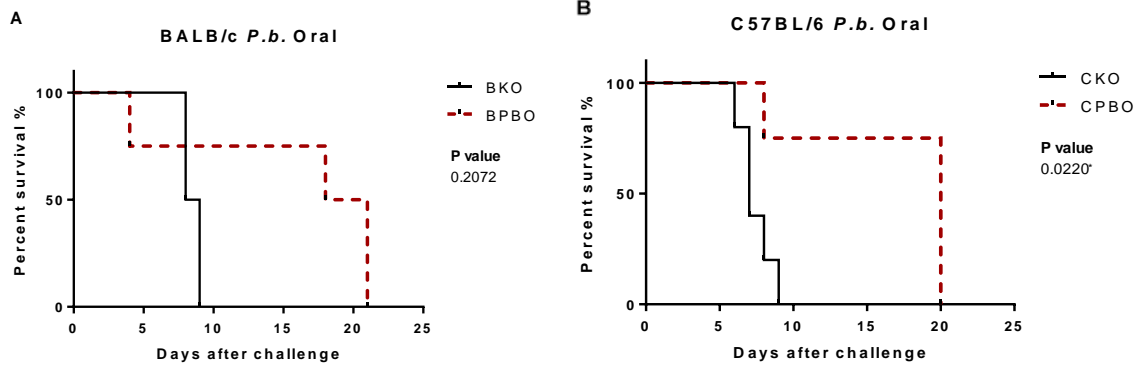 A
BALB/c P.b. Oral
Percent survival %
100
50
0
0 5 10 15 20 25
Days after challenge
BKO
BPBO
P value
0.2072
B
C57BL/6 P.b. Oral
Percent survival %
100
50
0
0 5 10 15 20 25
Days after challenge
CKO
CPBO
P value
0.0220*